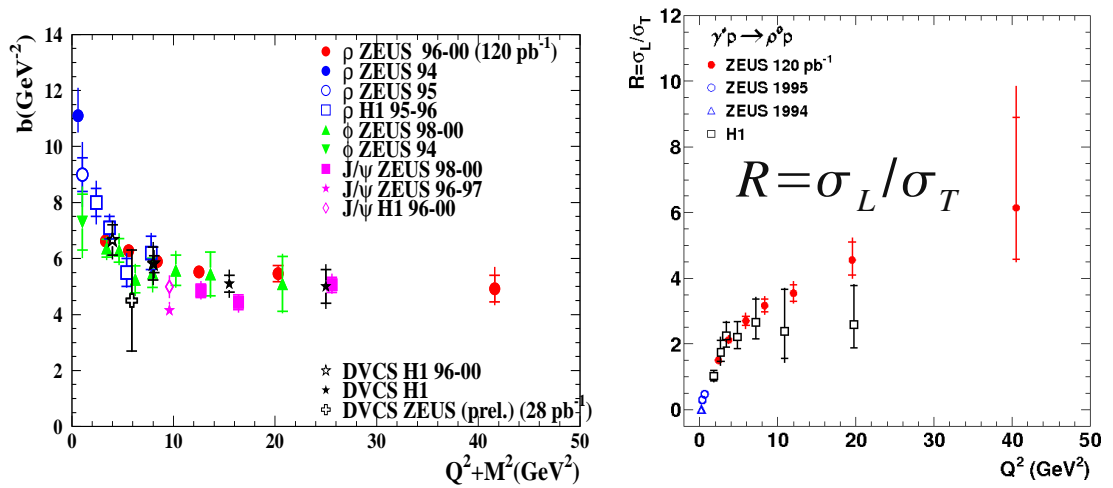 b(GeV⁻²)
14
12
10
8
6
4
2
0
ρ ZEUS 96-00 (120 pb⁻¹)
ρ ZEUS 94
ρ ZEUS 95
ρ H1 95-96
ϕ ZEUS 98-00
ϕ ZEUS 94
J/ψ ZEUS 98-00
J/ψ ZEUS 96-97
J/ψ H1 96-00
DVCS H1 96-00
DVCS H1
DVCS ZEUS (prel.) (28 pb⁻¹)
0 10 20 30 40 50
Q²+M²(GeV²)
R=σL/σT
12
10
8
6
4
2
0
γ*p→ρ⁰p
ZEUS 120 pb⁻¹
ZEUS 1995
ZEUS 1994
H1
R=σL/σT
0 10 20 30 40 50
Q² (GeV²)